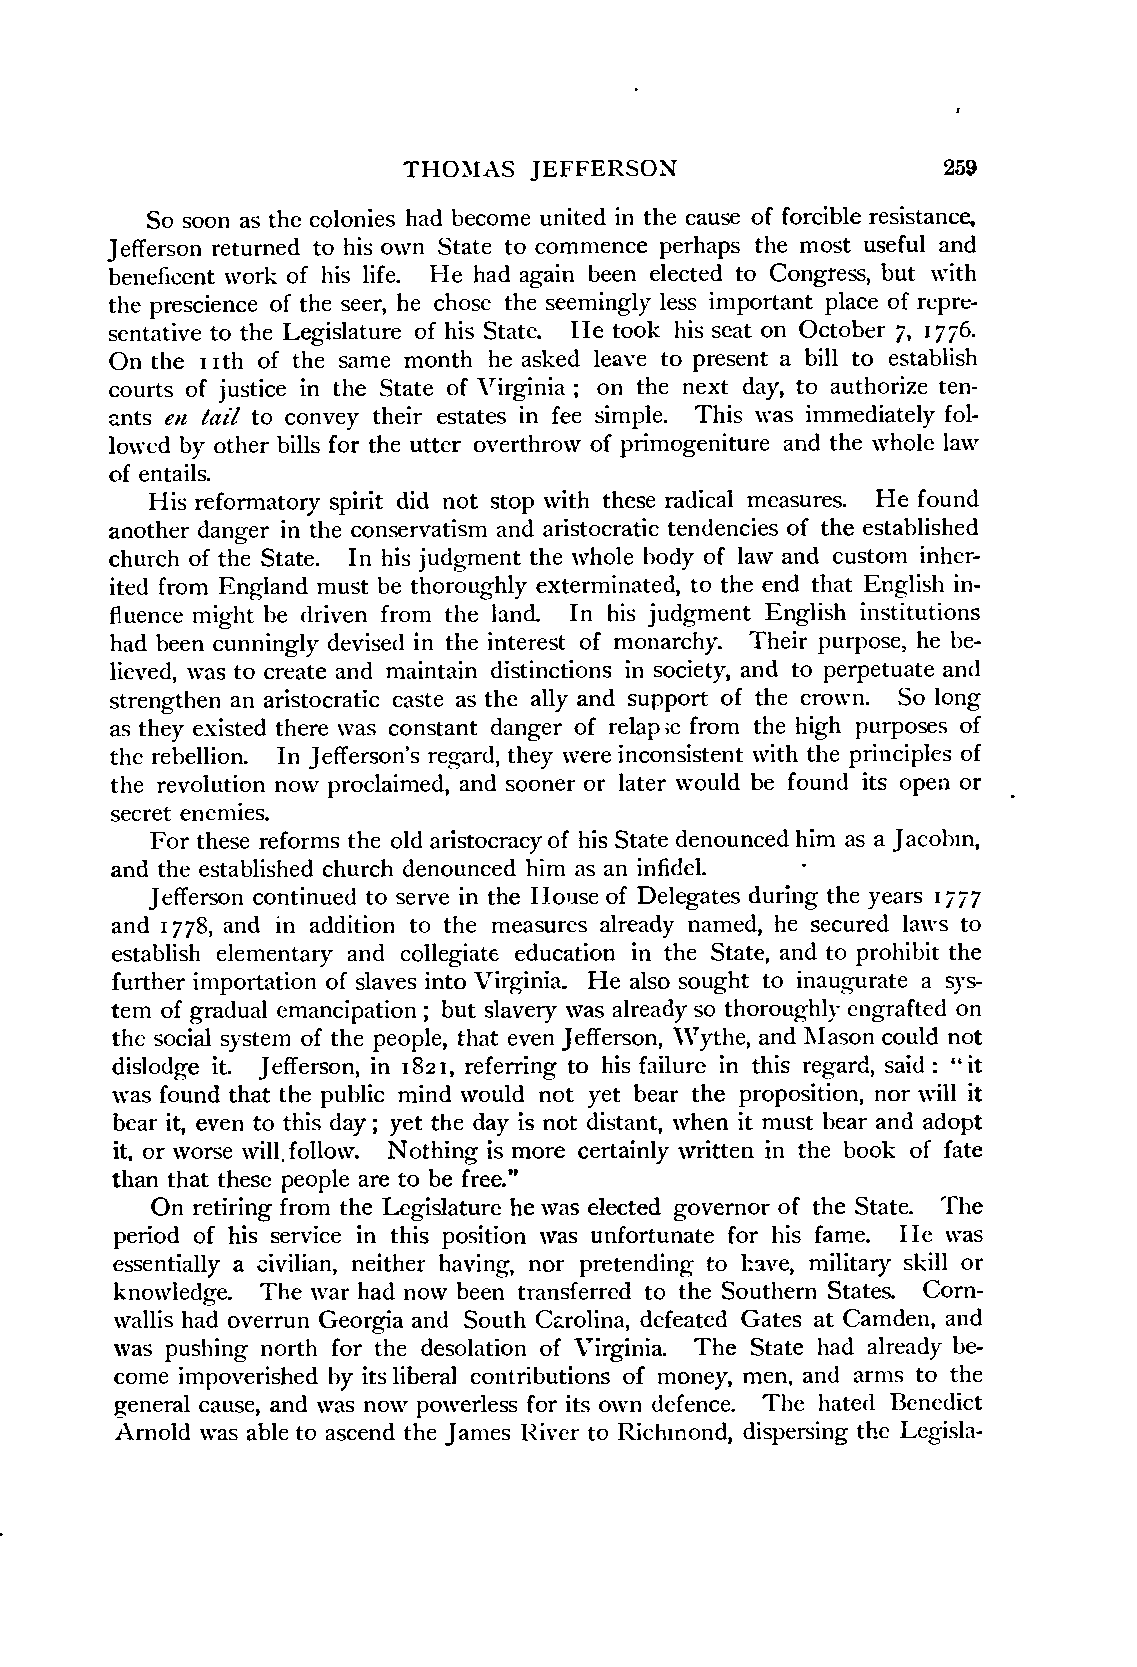 THOMAS JEFFERSON 259
So soon as the colonies had become united in the cause of forcible resistance,
Jefferson returned to his own State to commence perhaps the most useful and
beneficent work of his life. He had again been elected to Congress, but with
the prescience of the seer, he chose the seemingly less important place of repre-
sentative to the Legislature of his State. He took his seat on October 7, 1776.
On the 11th of the same month he asked leave to present a bill to establish
courts of justice in the State of Virginia ; on the next day, to authorize ten-
ants en tail to convey their estates in fee simple. This was immediately fol-
lowed by other bills for the utter overthrow of primogeniture and the whole law
of entails.
His reformatory spirit did not stop with these radical measures. He found
another danger in the conservatism and aristocratic tendencies of the established
church of the State. In his judgment the whole body of law and custom inher-
ited from England must be thoroughly exterminated, to the end that English in-
fluence might be driven from the land. In his judgment English institutions
had been cunningly devised in the interest of monarchy. Their purpose, he be-
lieved, was to create and maintain distinctions in society, and to perpetuate and
strengthen an aristocratic caste as the ally and support of the crown. So long
as they existed there was constant danger of relapse from the high purposes of
the rebellion. In Jefferson's regard, they were inconsistent with the principles of
the revolution now proclaimed, and sooner or later would be found its open or
secret enemies.
For these reforms the old aristocracy of his State denounced him as a Jacobin,
and the established church denounced him as an infidel.
Jefferson continued to serve in the House of Delegates during the years 1777
and 1778, and in addition to the measures already named, he secured laws to
establish elementary and collegiate education in the State, and to prohibit the
further importation of slaves into Virginia. He also sought to inaugurate a sys-
tem of gradual emancipation ; but slavery was already so thoroughly engrafted on
the social system of the people, that even Jefferson, Wythe, and Mason could not
dislodge it. Jefferson, in 1821, referring to his failure in this regard, said : "it
was found that the public mind would not yet bear the proposition, nor will it
bear it, even to this day ; yet the day is not distant, when it must bear and adopt
it, or worse will follow. Nothing is more certainly written in the book of fate
than that these people are to be free."
On retiring from the Legislature he was elected governor of the State. The
period of his service in this position was unfortunate for his fame. He was
essentially a civilian, neither having, nor pretending to have, military skill or
knowledge. The war had now been transferred to the Southern States. Corn-
wallis had overrun Georgia and South Carolina, defeated Gates at Camden, and
was pushing north for the desolation of Virginia. The State had already be-
come impoverished by its liberal contributions of money, men, and arms to the
general cause, and was now powerless for its own defence. The hated Benedict
Arnold was able to ascend the James River to Richmond, dispersing the Legisla-